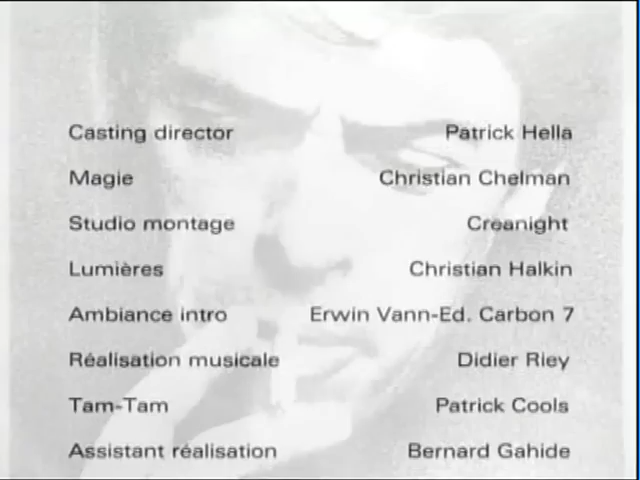 Casting director Patrick Hella
Magie Christian Chelman
Studio montage Creanight
Lumières Christian Halkin
Ambiance intro Erwin Vann-Ed. Carbon 7
Réalisation musicale Didier Riey
Tam-Tam Patrick Cools
Assistant réalisation Bernard Gahide